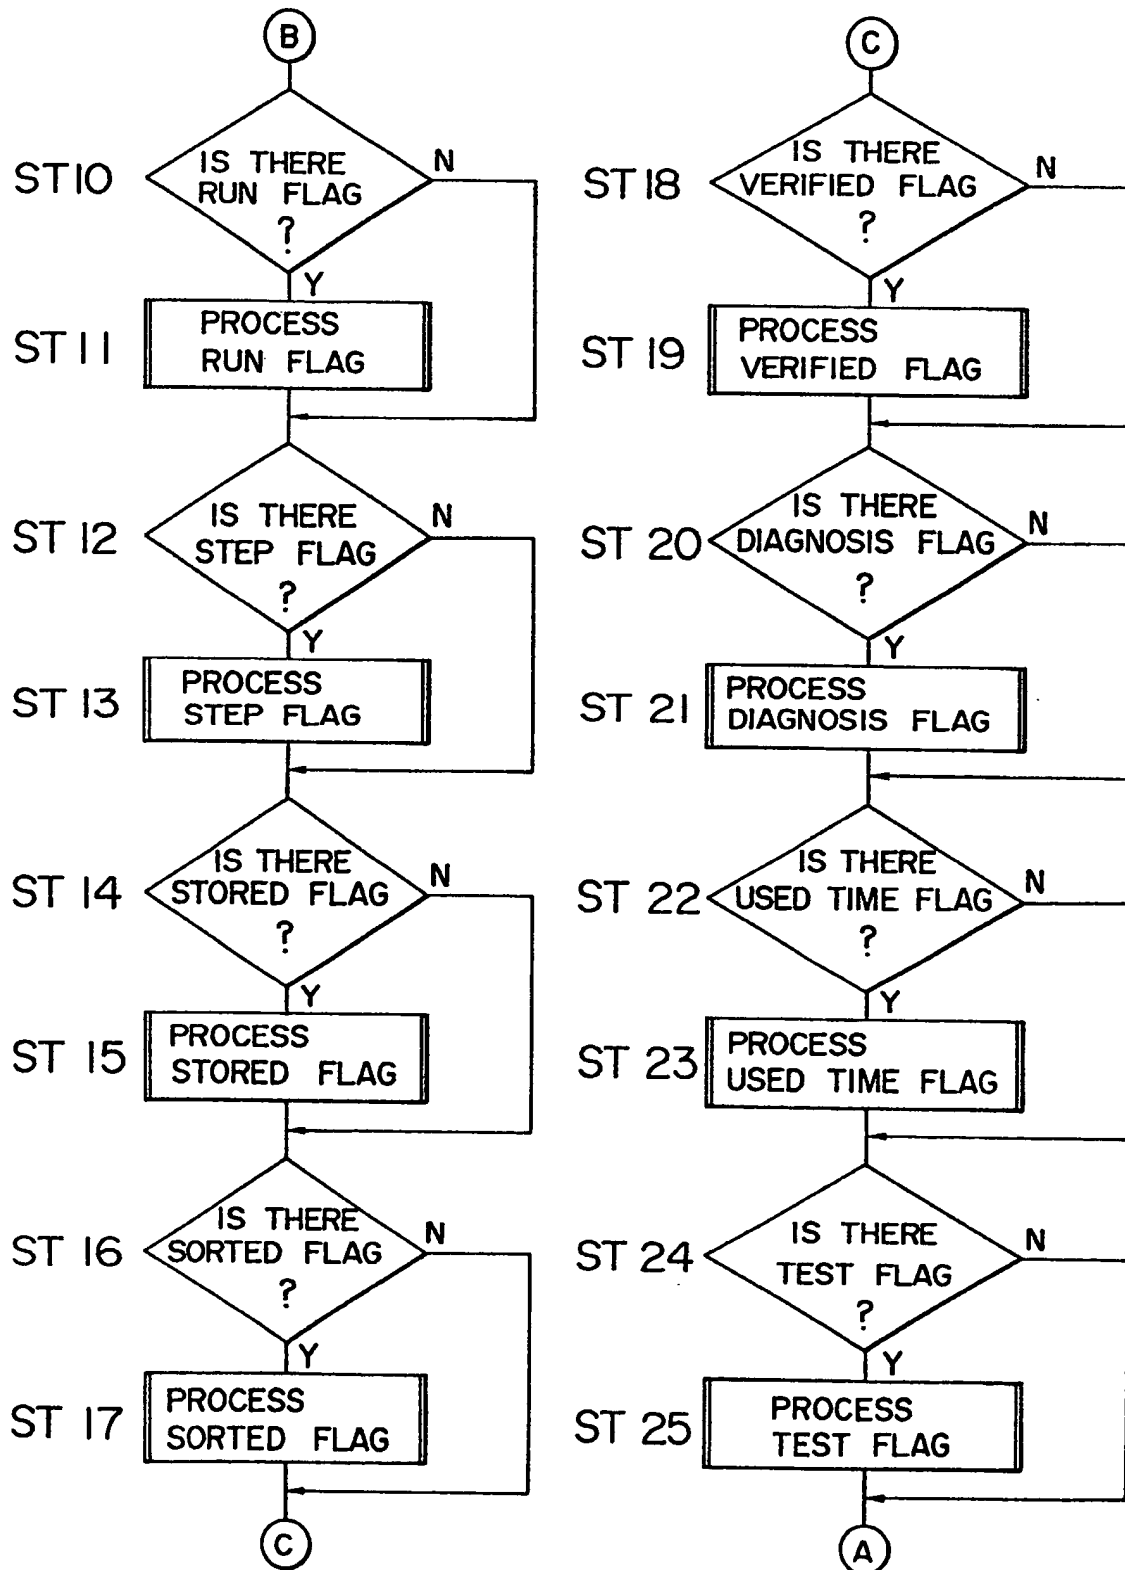 B
ST10
IS THERE
RUN FLAG
?
N
Y
ST11
PROCESS
RUN FLAG
ST 12
IS THERE
STEP FLAG
?
N
Y
ST 13
PROCESS
STEP FLAG
ST 14
IS THERE
STORED FLAG
?
N
Y
ST 15
PROCESS
STORED FLAG
ST 16
IS THERE
SORTED FLAG
?
N
Y
ST 17
PROCESS
SORTED FLAG
C
C
ST18
IS THERE
VERIFIED FLAG
?
N
Y
ST 19
PROCESS
VERIFIED FLAG
ST 20
IS THERE
DIAGNOSIS FLAG
?
N
Y
ST 21
PROCESS
DIAGNOSIS FLAG
ST 22
IS THERE
USED TIME FLAG
?
N
Y
ST 23
PROCESS
USED TIME FLAG
ST 24
IS THERE
TEST FLAG
?
N
Y
ST 25
PROCESS
TEST FLAG
A